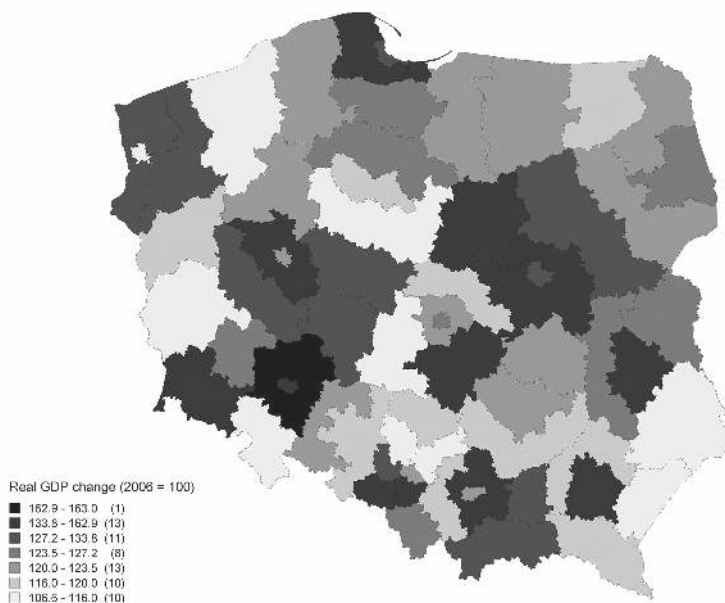 Real GDP change (2006 = 100)
162.9 - 163.0 (1)
133.8 - 162.9 (13)
127.2 - 133.8 (11)
123.5 - 127.2 (8)
120.0 - 123.5 (13)
116.0 - 120.0 (10)
106.6 - 116.0 (10)